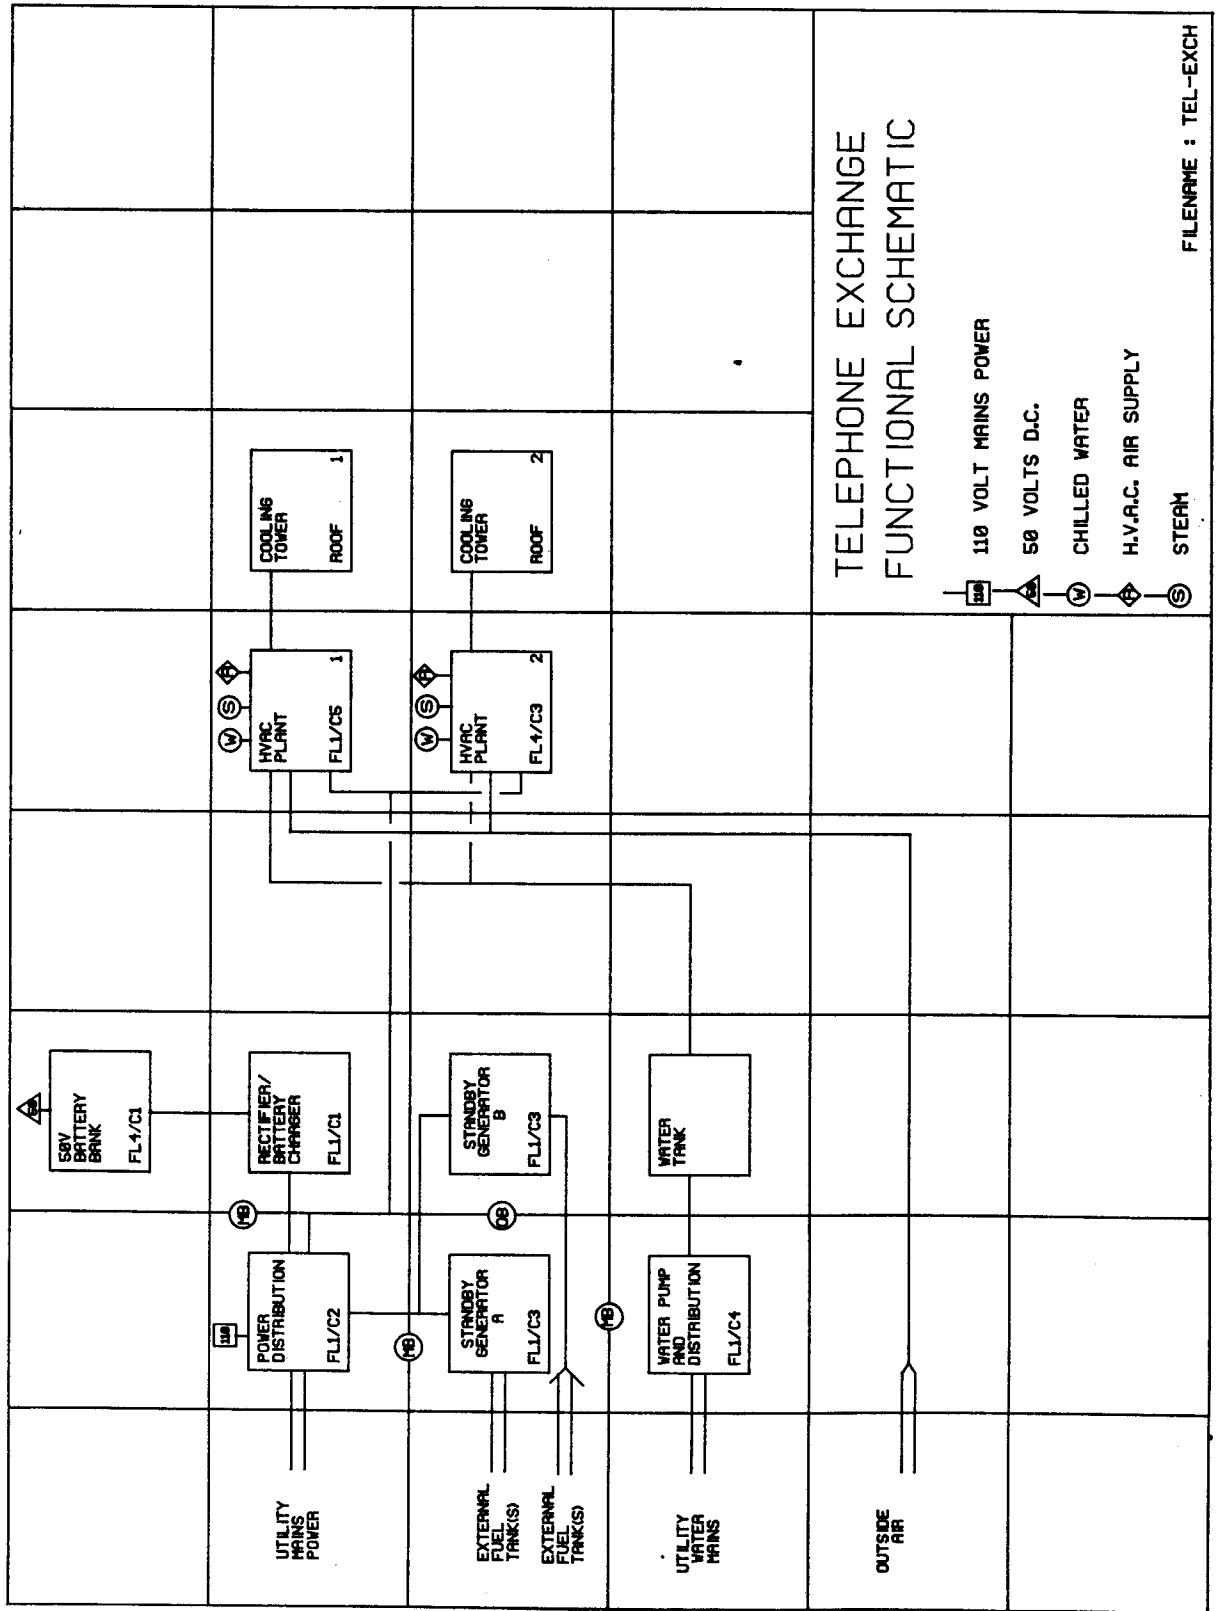 50
50V
BATTERY
BANK
FL4/C1
110
POWER
DISTRIBUTION
FL1/C2
MB
RECTIFIER/
BATTERY
CHARGER
FL1/C1
W
S
A
HVAC
PLANT
FL1/C5
1
COOLING
TOWER
ROOF
1
UTILITY
MAINS
POWER
MB
STANDBY
GENERATOR
A
FL1/C3
DB
STANDBY
GENERATOR
B
FL1/C3
W
S
A
HVAC
PLANT
FL4/C3
2
COOLING
TOWER
ROOF
2
EXTERNAL
FUEL
TANK(S)
EXTERNAL
FUEL
TANK(S)
MB
WATER PUMP
AND
DISTRIBUTION
FL1/C4
WATER
TANK
UTILITY
WATER
MAINS
OUTSIDE
AIR
TELEPHONE EXCHANGE
FUNCTIONAL SCHEMATIC
110 110 VOLT MAINS POWER
50 50 VOLTS D.C.
W CHILLED WATER
A H.V.A.C. AIR SUPPLY
S STEAM
FILENAME : TEL-EXCH